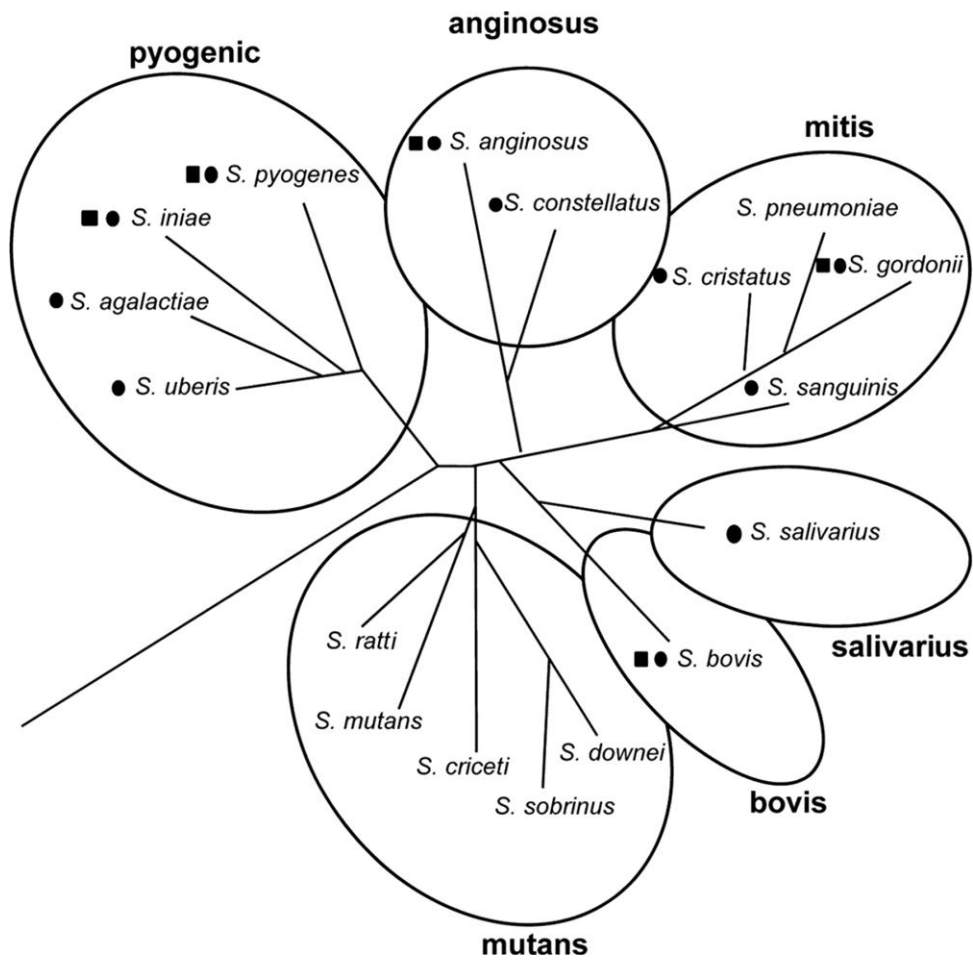 anginosus
pyogenic
mitis
S. anginosus
S. pyogenes
S. constellatus
S. pneumoniae
S. iniae
S. cristatus
S. gordonii
S. agalactiae
S. uberis
S. sanguinis
S. salivarius
salivarius
S. ratti
S. bovis
S. mutans
S. criceti
S. downei
S. sobrinus
bovis
mutans